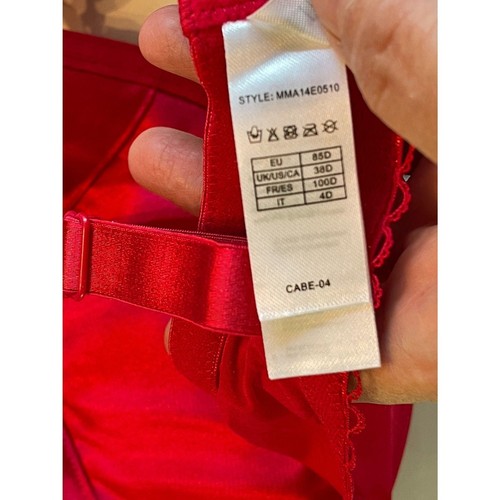 STYLE: MMA14E0510
EU 85D
UK/US/CA 38D
FR/ES 100D
IT 4D
CABE-04